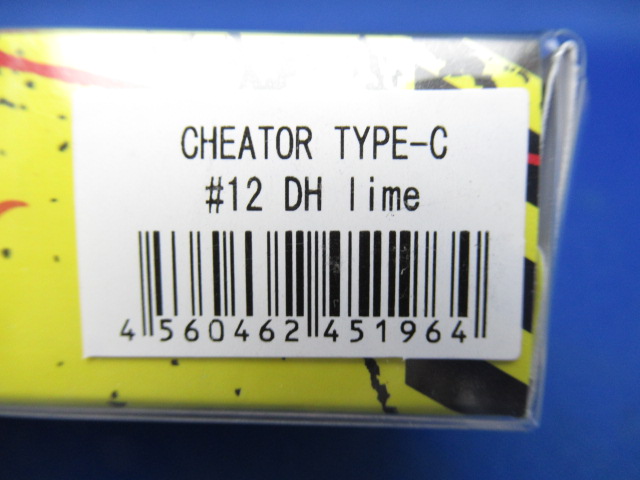 CHEATOR TYPE-C
#12 DH lime
4 560462 451964